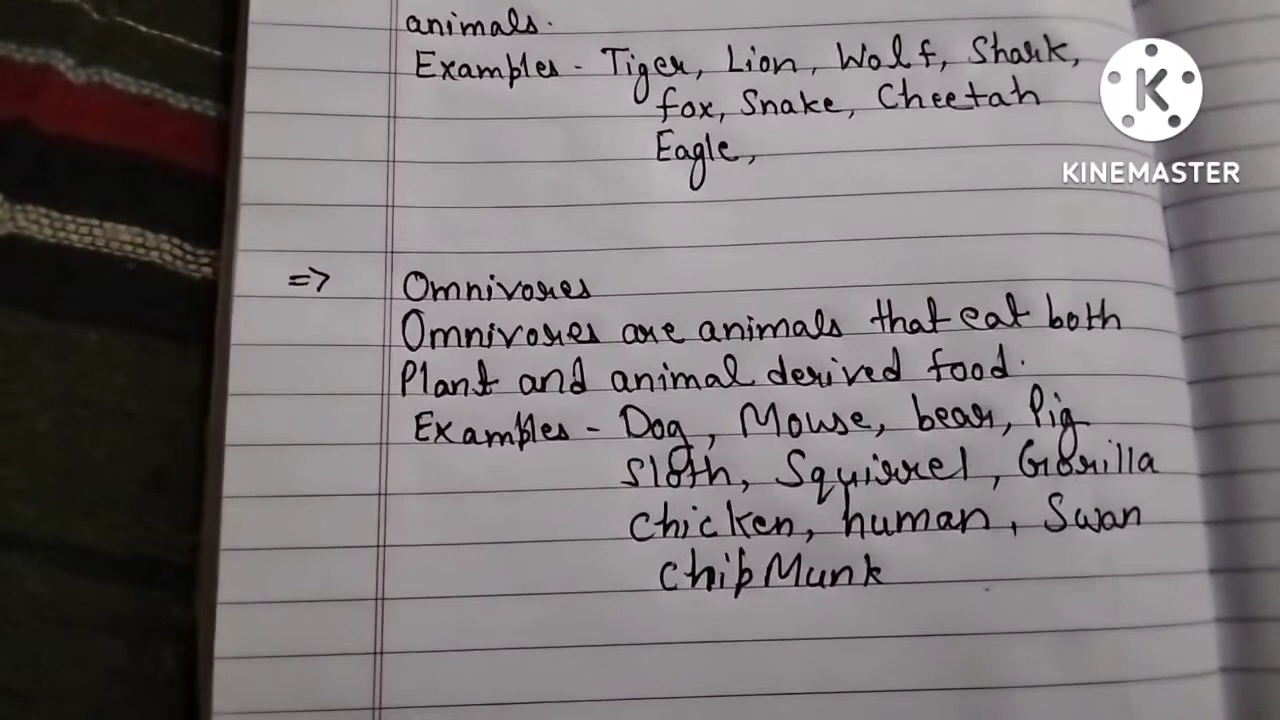 animals.
Examples - Tiger, Lion, Wolf, Shark,
fox, Snake, Cheetah
Eagle,
K
KINEMASTER
=> Omnivores
Omnivores are animals that eat both
Plant and animal derived food.
Examples - Dog, Mouse, bear, Pig
Sloth, Squirrel, Gorilla
Chicken, human, Swan
ChipMunk